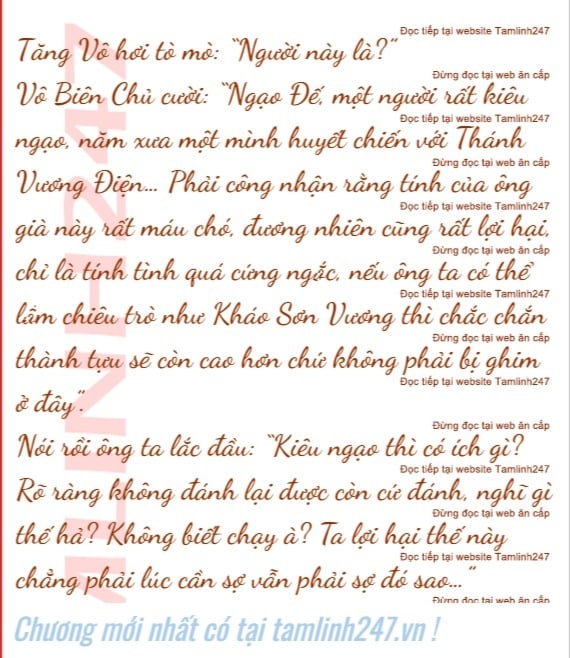 Đọc tiếp tại website Tamlinh247
Tăng Vô hơi tò mò: “Người này là?”
Đừng đọc tại web ăn cắp
Vô Biên Chủ cười: “Ngạo Đế, một người rất kiêu
Đọc tiếp tại website Tamlinh247
ngạo, năm xưa một mình huyết chiến với Thánh
Đừng đọc tại web ăn cắp
Vương Điện... Phải công nhận rằng tính của ông
Đọc tiếp tại website Tamlinh247
già này rất máu chó, đương nhiên cũng rất lợi hại,
Đừng đọc tại web ăn cắp
chỉ là tính tình quá cứng ngắc, nếu ông ta có thể
Đọc tiếp tại website Tamlinh247
lắm chiêu trò như Kháo Sơn Vương thì chắc chắn
Đừng đọc tại web ăn cắp
thành tựu sẽ còn cao hơn chứ không phải bị ghim
Đọc tiếp tại website Tamlinh247
ở đây”.
Đừng đọc tại web ăn cắp
Nói rồi ông ta lắc đầu: “Kiêu ngạo thì có ích gì?
Đọc tiếp tại website Tamlinh247
Rõ ràng không đánh lại được còn cứ đánh, nghĩ gì
Đừng đọc tại web ăn cắp
thế hả? Không biết chạy à? Ta lợi hại thế này
Đọc tiếp tại website Tamlinh247
chẳng phải lúc cần sợ vẫn phải sợ đó sao...”
Đừng đọc tại web ăn cắp
Chương mới nhất có tại tamlinh247.vn !
MLINH247